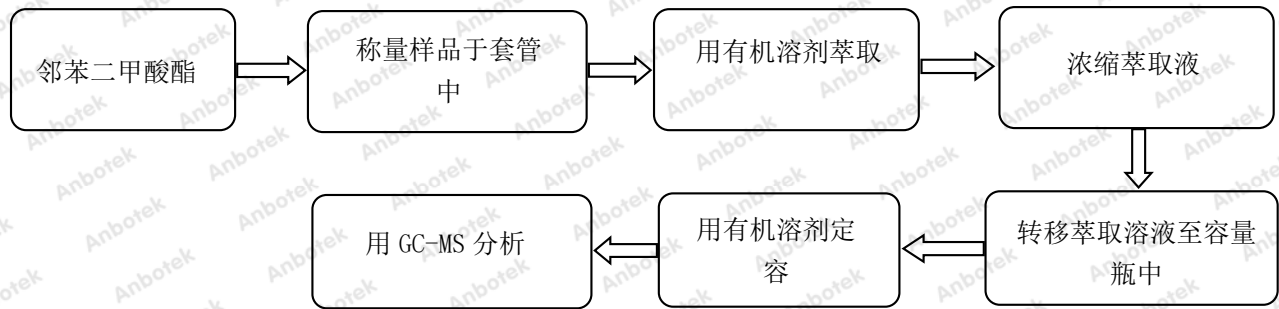 邻苯二甲酸酯
称量样品于套管
中
用有机溶剂萃取
浓缩萃取液
转移萃取溶液至容量
瓶中
用有机溶剂定
容
用 GC-MS 分析
Anbotek